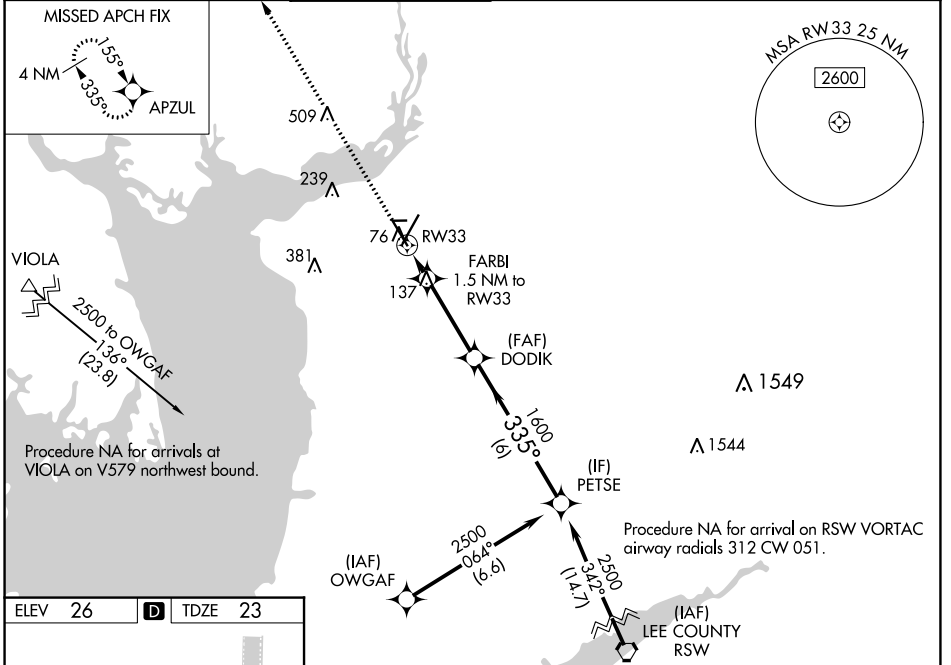 MISSED APCH FIX
155°
4 NM
335°
APZUL
MSA RW33 25 NM
2600
509
239
76
RW33
381
FARBI
1.5 NM to
RW33
137
VIOLA
2500 to OWGAF
136°
(23.8)
(FAF)
DODIK
1549
1600
335°
(6)
1544
Procedure NA for arrivals at
VIOLA on V579 northwest bound.
(IF)
PETSE
Procedure NA for arrival on RSW VORTAC
airway radials 312 CW 051.
2500
064°
(6.6)
(IAF)
OWGAF
2500
342°
(14.7)
(IAF)
LEE COUNTY
RSW
ELEV 26 D TDZE 23